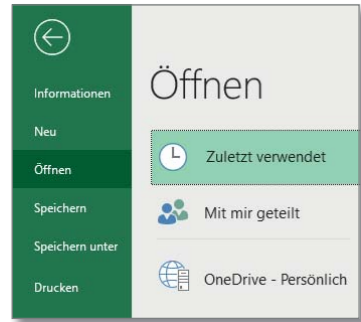 Informationen
Neu
Öffnen
Speichern
Speichern unter
Drucken
Öffnen
Zuletzt verwendet
Mit mir geteilt
OneDrive - Persönlich